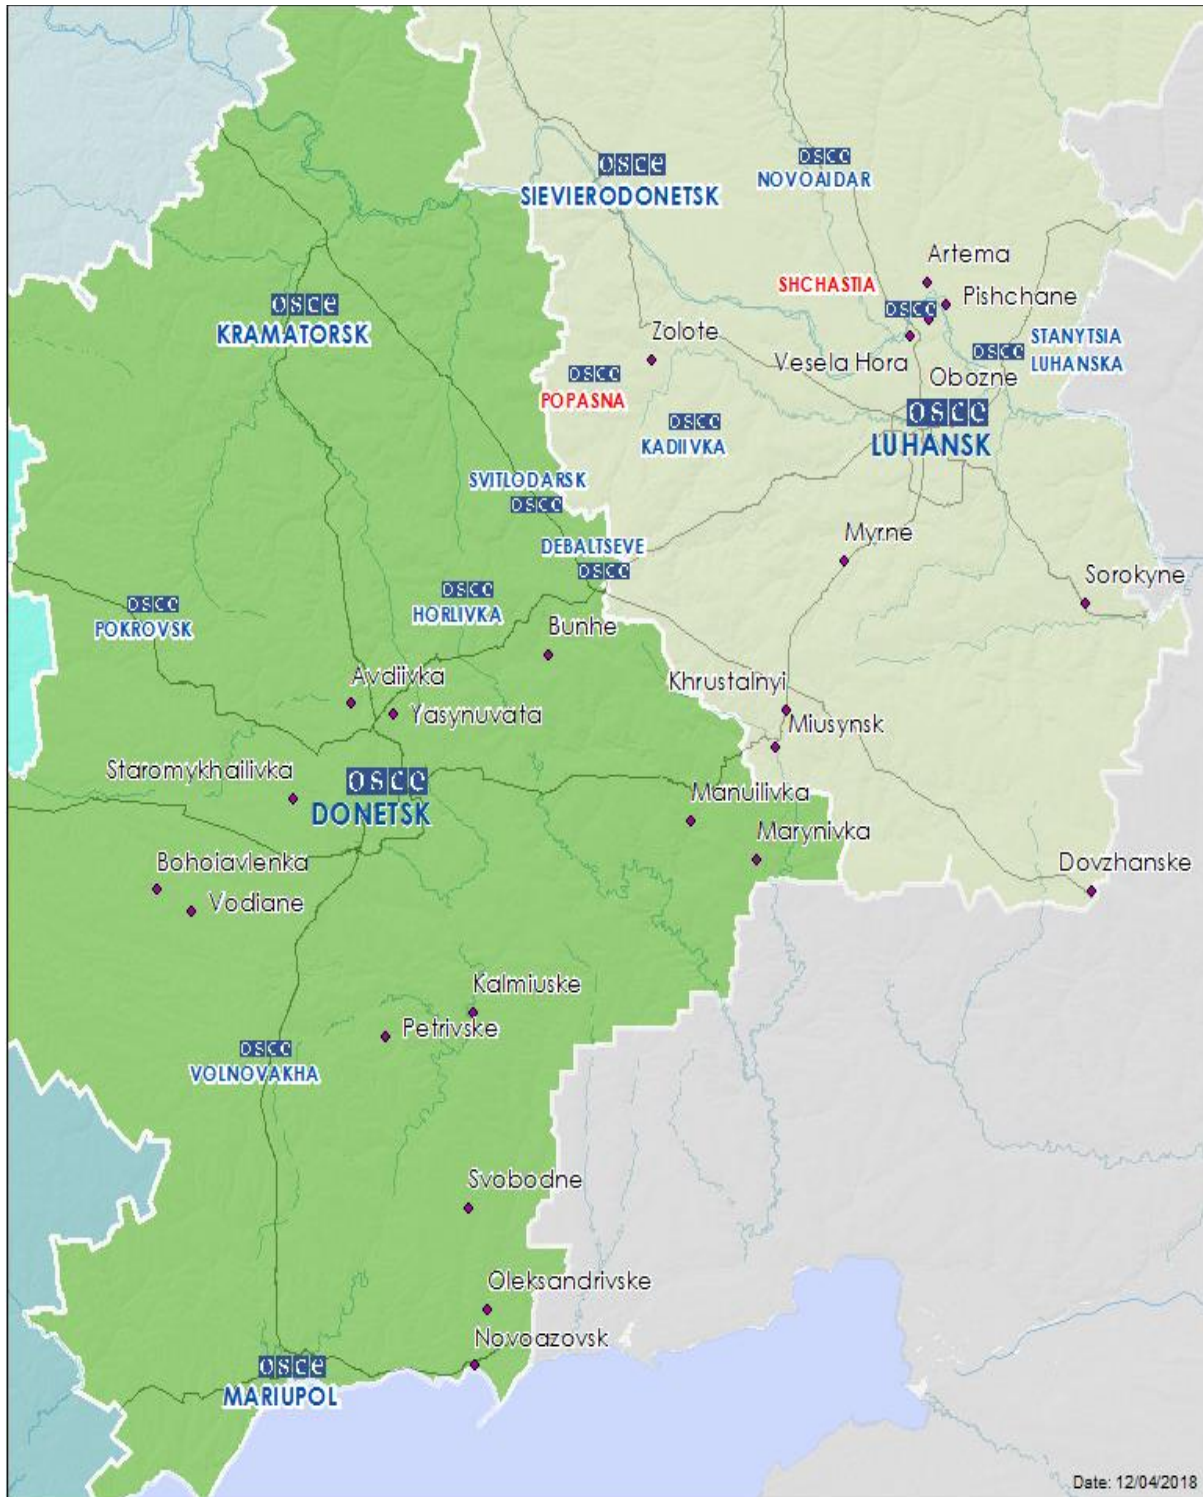 osce
SIEVIERODONETSK
osce
NOVOAIDAR
Artema
SHCHASTIA
Pishchane
osce
KRAMATORSK
osce
Zolote
STANYTSIA
LUHANSKA
osce
Vesela Hora
Obozne
osce
POPASNA
osce
LUHANSK
osce
KADIIVKA
SVITLODARSK
osce
Myrne
DEBALTSEVE
osce
Sorokyne
osce
HORLIVKA
osce
POKROVSK
Bunhe
Avdiivka
Yasynuvata
Khrustalnyi
Miusynsk
Staromykhailivka
osce
DONETSK
Manuilivka
Marynivka
Bohoiavlenka
Vodiane
Dovzhanske
Kalmiuske
Petrivske
osce
VOLNOVAKHA
Svobodne
Oleksandrivske
Novoazovsk
osce
MARIUPOL
Date: 12/04/2018